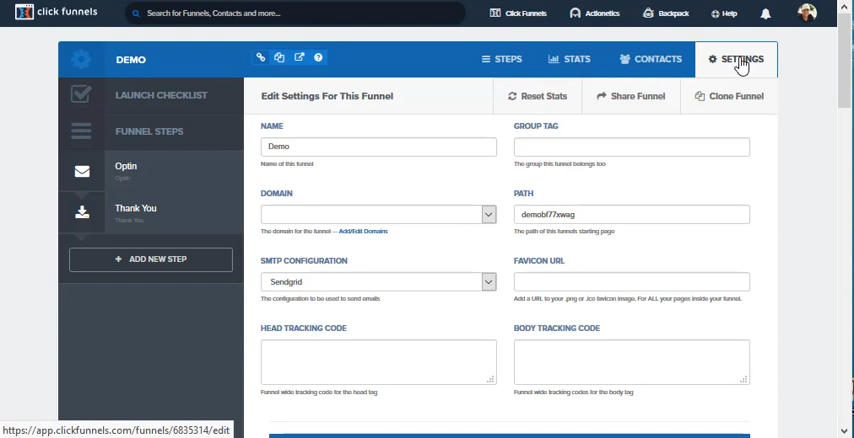 click funnels
Search for Funnels, Contacts and more...
Click Funnels
Actionetics
Backpack
Help
DEMO
STEPS
STATS
CONTACTS
SETTINGS
LAUNCH CHECKLIST
FUNNEL STEPS
Optin
Optin
Thank You
Thank You
ADD NEW STEP
Edit Settings For This Funnel
Reset Stats
Share Funnel
Clone Funnel
NAME
GROUP TAG
Demo
Name of this funnel
The group this funnel belongs too
DOMAIN
PATH
demobf77xwag
The domain for the funnel -- Add/Edit Domains
The path of this funnels starting page
SMTP CONFIGURATION
FAVICON URL
Sendgrid
The configuration to be used to send emails
Add a URL to your .png or .ico favicon image. For ALL your pages inside your funnel.
HEAD TRACKING CODE
BODY TRACKING CODE
Funnel wide tracking code for the head tag
Funnel wide tracking codes for the body tag
https://app.clickfunnels.com/funnels/6835314/edit